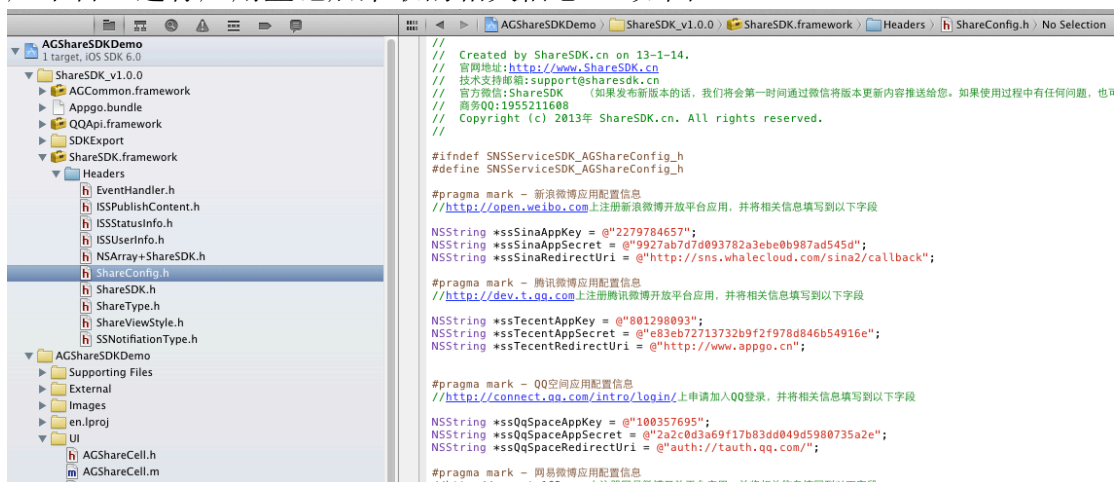 AGShareSDKDemo 〉 ShareSDK_v1.0.0 〉 ShareSDK.framework 〉 Headers 〉 h ShareConfig.h 〉 No Selection
AGShareSDKDemo
1 target, iOS SDK 6.0
ShareSDK_v1.0.0
AGCommon.framework
Appgo.bundle
QQApi.framework
SDKExport
ShareSDK.framework
Headers
h EventHandler.h
h ISSPublishContent.h
h ISSStatusInfo.h
h ISSUserInfo.h
h NSArray+ShareSDK.h
h ShareConfig.h
h ShareSDK.h
h ShareType.h
h ShareViewStyle.h
h SSNotifiationType.h
AGShareSDKDemo
Supporting Files
External
Images
en.lproj
UI
h AGShareCell.h
m AGShareCell.m
//
// Created by ShareSDK.cn on 13-1-14.
// 官网地址:http://www.ShareSDK.cn
// 技术支持邮箱:support@sharesdk.cn
// 官方微信:ShareSDK （如果发布新版本的话，我们将会第一时间通过微信将版本更新内容推送给您。如果使用过程中有任何问题，也可
// 商务QQ:1955211608
// Copyright (c) 2013年 ShareSDK.cn. All rights reserved.
//
#ifndef SNSServiceSDK_AGShareConfig_h
#define SNSServiceSDK_AGShareConfig_h
#pragma mark - 新浪微博应用配置信息
//http://open.weibo.com上注册新浪微博开放平台应用，并将相关信息填写到以下字段
NSString *ssSinaAppKey = @"2279784657";
NSString *ssSinaAppSecret = @"9927ab7d7d093782a3ebe0b987ad545d";
NSString *ssSinaRedirectUri = @"http://sns.whalecloud.com/sina2/callback";
#pragma mark - 腾讯微博应用配置信息
//http://dev.t.qq.com上注册腾讯微博开放平台应用，并将相关信息填写到以下字段
NSString *ssTecentAppKey = @"801298093";
NSString *ssTecentAppSecret = @"e83eb72713732b9f2f978d846b54916e";
NSString *ssTecentRedirectUri = @"http://www.appgo.cn";
#pragma mark - QQ空间应用配置信息
//http://connect.qq.com/intro/login/上申请加入QQ登录，并将相关信息填写到以下字段
NSString *ssQqSpaceAppKey = @"100357695";
NSString *ssQqSpaceAppSecret = @"2a2c0d3a69f17b83dd049d5980735a2e";
NSString *ssQqSpaceRedirectUri = @"auth://tauth.qq.com/";
#pragma mark - 网易微博应用配置信息